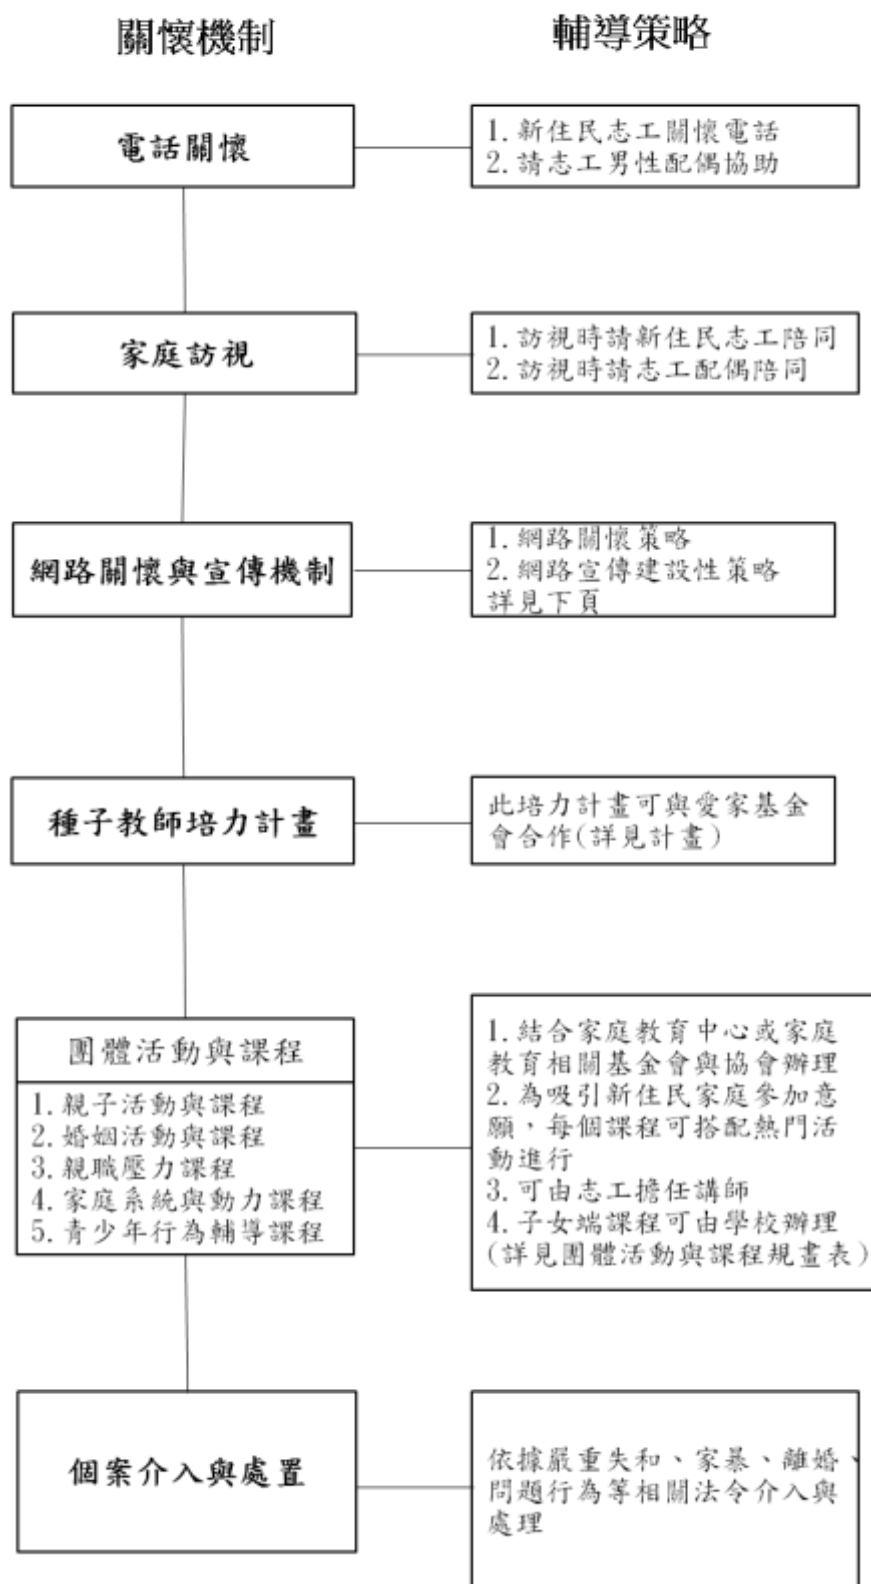 關懷機制
輔導策略
電話關懷
1. 新住民志工關懷電話
2. 請志工男性配偶協助
家庭訪視
1. 訪視時請新住民志工陪同
2. 訪視時請志工配偶陪同
網路關懷與宣傳機制
1. 網路關懷策略
2. 網路宣傳建設性策略
詳見下頁
種子教師培力計畫
此培力計畫可與愛家基金
會合作(詳見計畫)
團體活動與課程
1. 親子活動與課程
2. 婚姻活動與課程
3. 親職壓力課程
4. 家庭系統與動力課程
5. 青少年行為輔導課程
1. 結合家庭教育中心或家庭
教育相關基金會與協會辦理
2. 為吸引新住民家庭參加意
願，每個課程可搭配熱門活
動進行
3. 可由志工擔任講師
4. 子女端課程可由學校辦理
(詳見團體活動與課程規畫表)
個案介入與處置
依據嚴重失和、家暴、離婚、
問題行為等相關法令介入與
處理